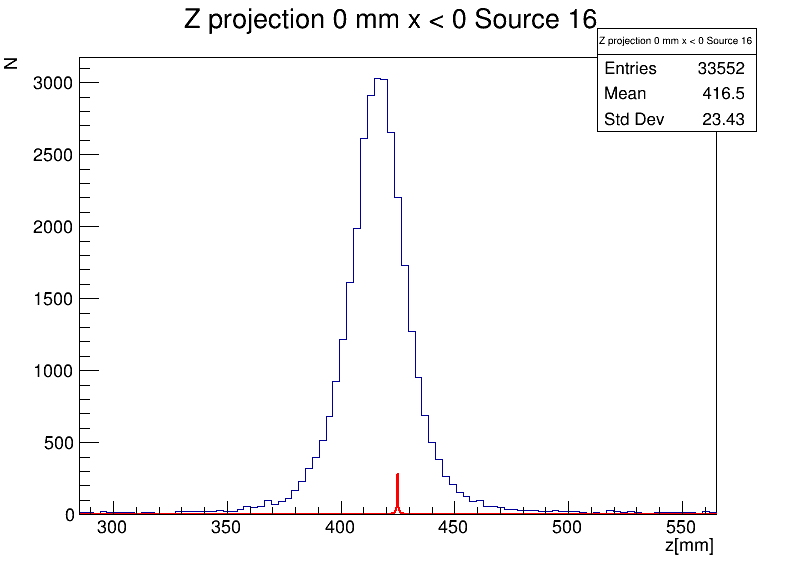 Z projection 0 mm x < 0 Source 16
Z projection 0 mm x < 0 Source 16
Entries 33552
Mean 416.5
Std Dev 23.43
N
3000
2500
2000
1500
1000
500
0
300 350 400 450 500 550
z[mm]